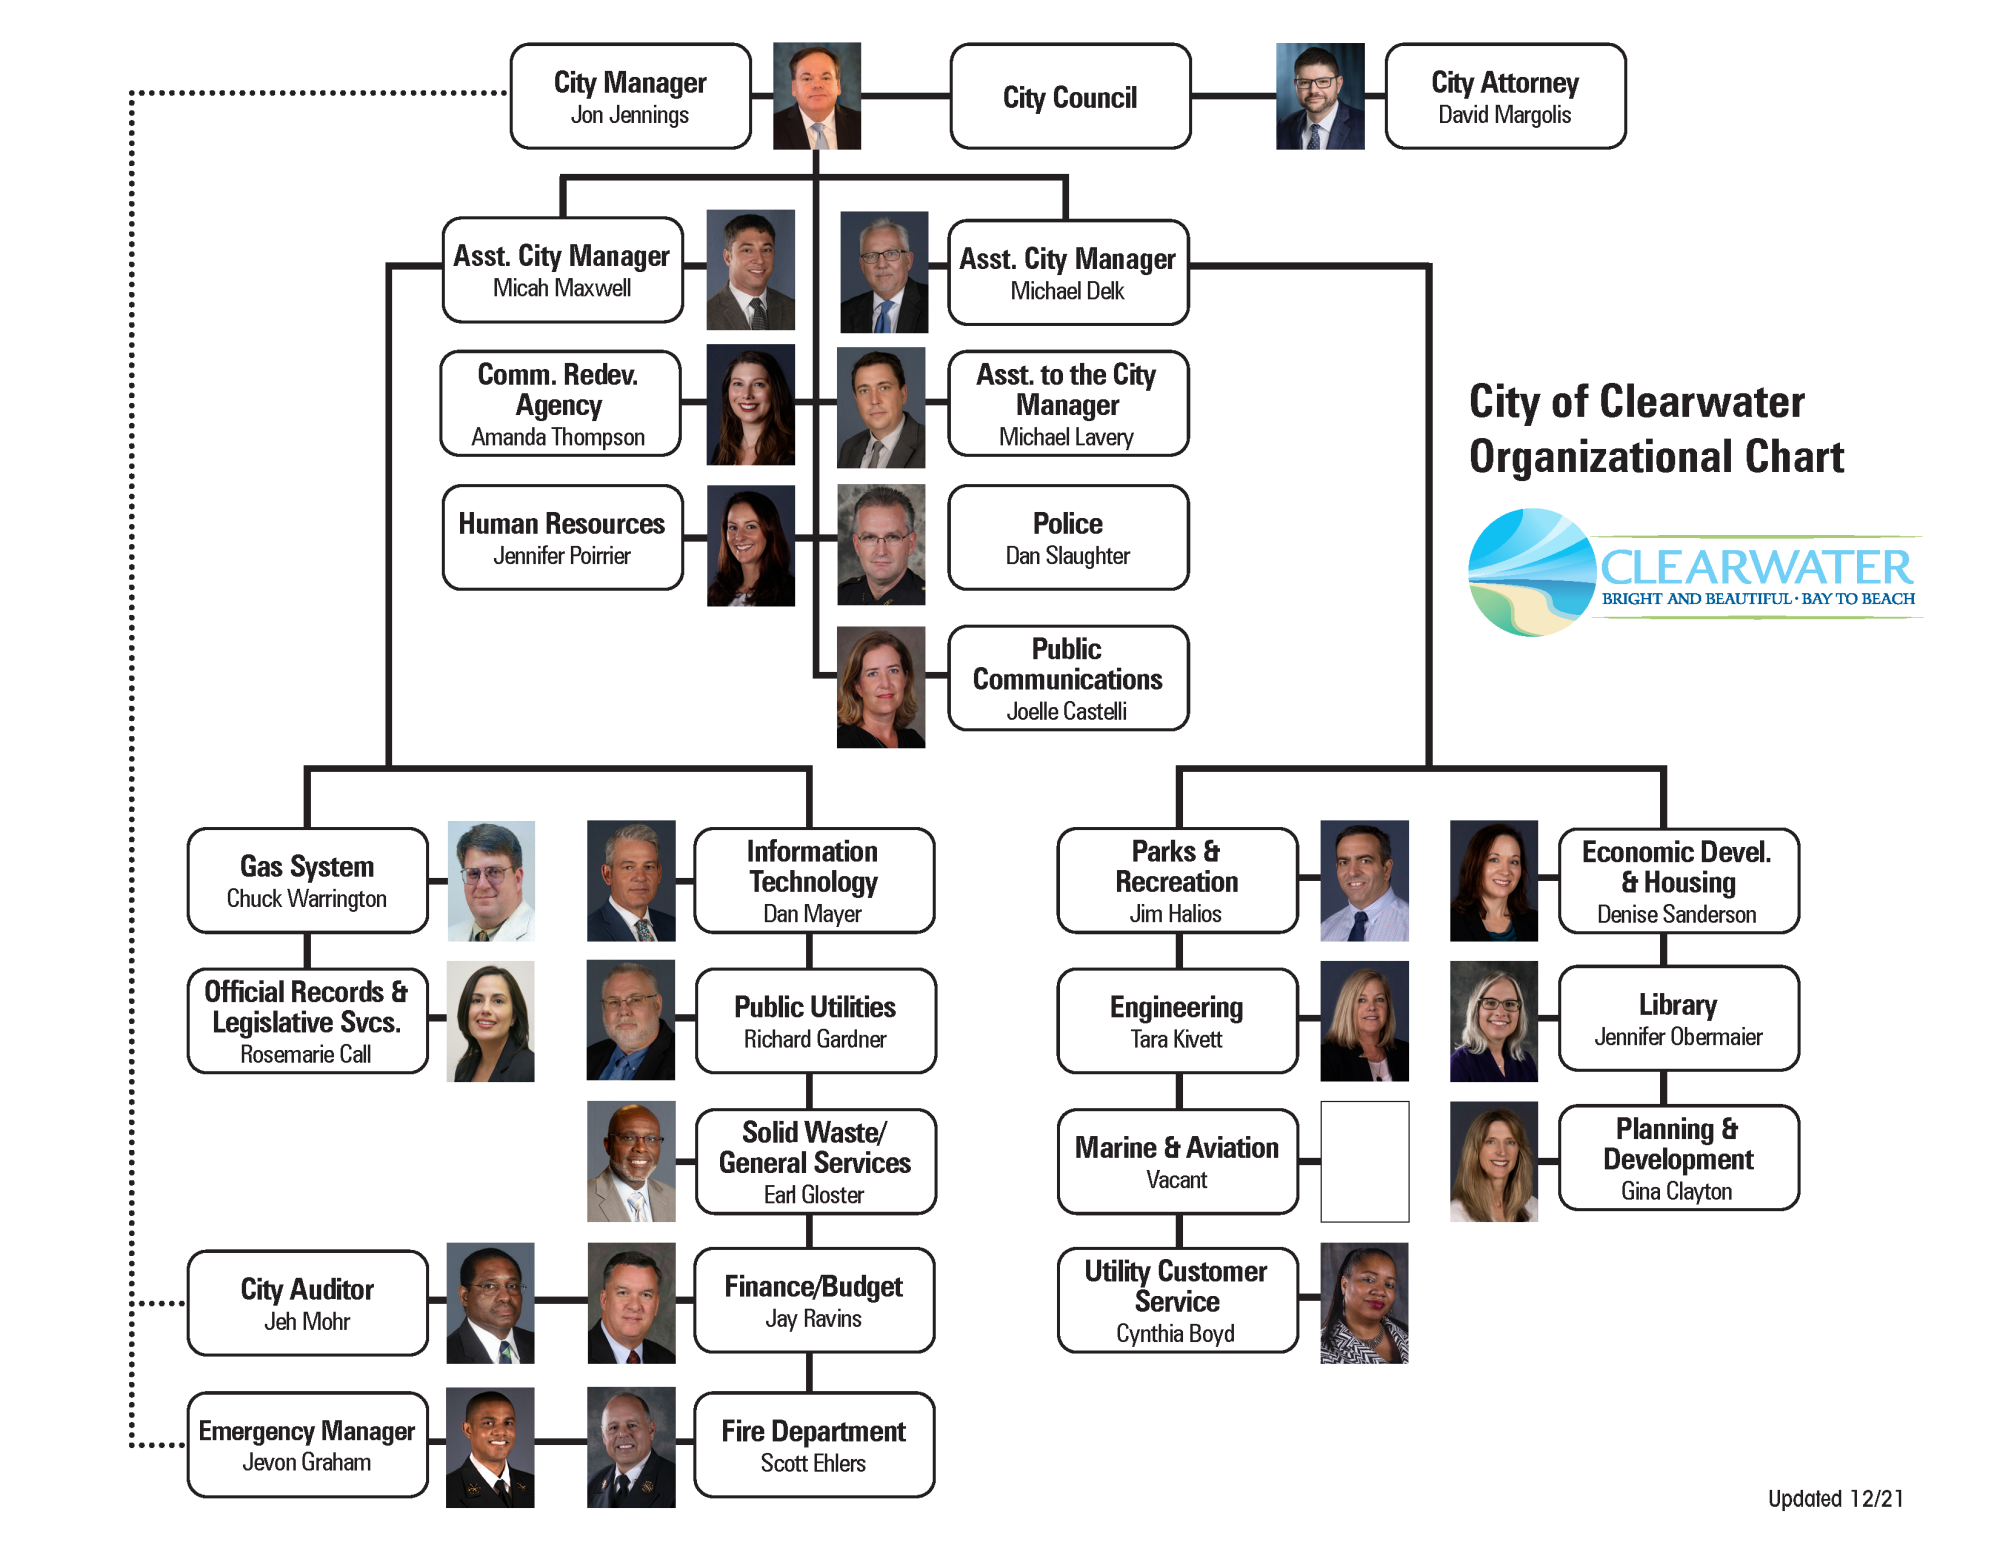 City Manager
Jon Jennings
City Council
City Attorney
David Margolis
Asst. City Manager
Micah Maxwell
Asst. City Manager
Michael Delk
Comm. Redev.
Agency
Amanda Thompson
Asst. to the City
Manager
Michael Lavery
Human Resources
Jennifer Poirrier
Police
Dan Slaughter
Public
Communications
Joelle Castelli
City of Clearwater
Organizational Chart
CLEARWATER
BRIGHT AND BEAUTIFUL · BAY TO BEACH
Gas System
Chuck Warrington
Information
Technology
Dan Mayer
Parks &
Recreation
Jim Halios
Economic Devel.
& Housing
Denise Sanderson
Official Records &
Legislative Svcs.
Rosemarie Call
Public Utilities
Richard Gardner
Engineering
Tara Kivett
Library
Jennifer Obermaier
Solid Waste/
General Services
Earl Gloster
Marine & Aviation
Vacant
Planning &
Development
Gina Clayton
City Auditor
Jeh Mohr
Finance/Budget
Jay Ravins
Utility Customer
Service
Cynthia Boyd
Emergency Manager
Jevon Graham
Fire Department
Scott Ehlers
Updated 12/21